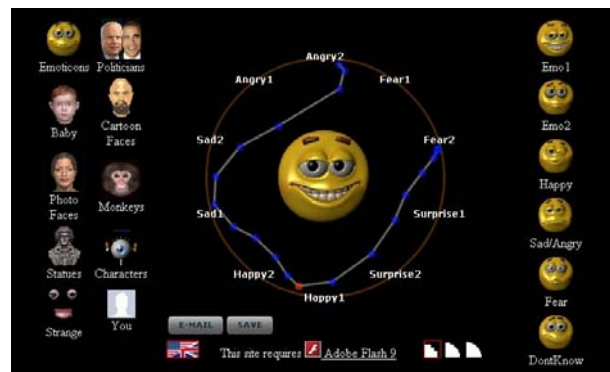 Emoticons
Politicians
Baby
Cartoon
Faces
Photo
Faces
Monkeys
Statues
Characters
Strange
You
Angry2
Angry1
Fear1
Sad2
Fear2
Sad1
Surprise1
Happy2
Surprise2
Happy1
E-MAIL
SAVE
This site requires Adobe Flash 9
Emo1
Emo2
Happy
Sad/Angry
Fear
DontKnow